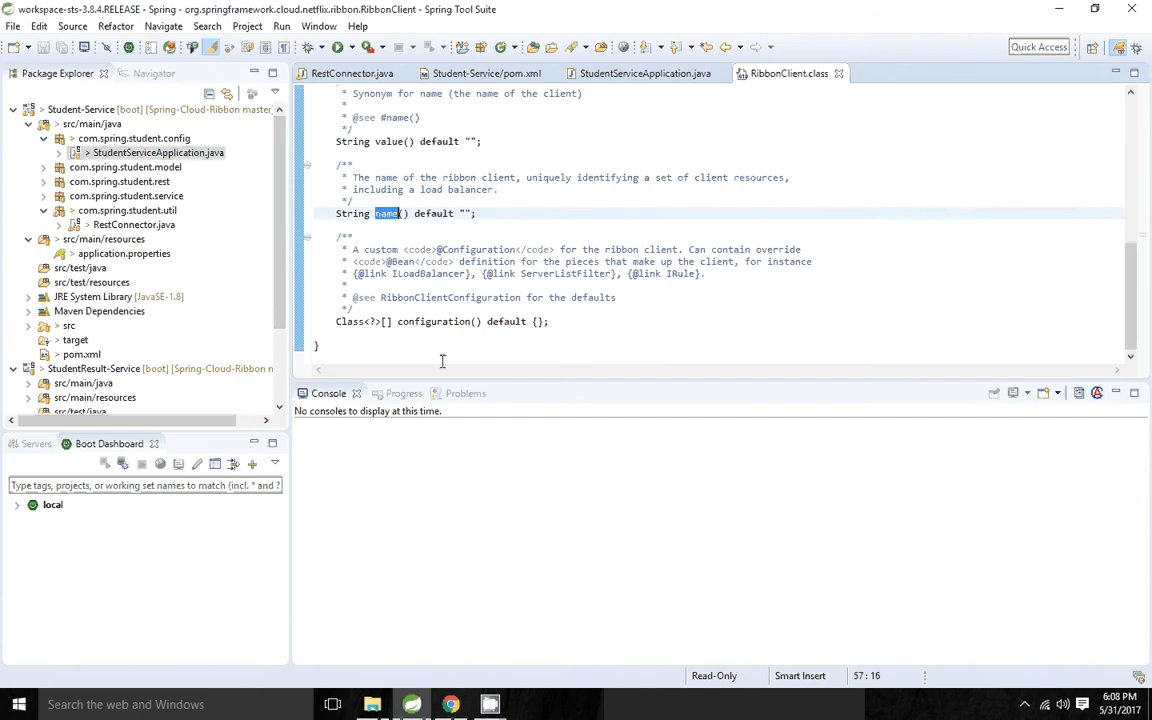 workspace-sts-3.8.4.RELEASE - Spring - org.springframework.cloud.netflix.ribbon.RibbonClient - Spring Tool Suite
File Edit Source Refactor Navigate Search Project Run Window Help
Quick Access
Package Explorer Navigator
Student-Service [boot] [Spring-Cloud-Ribbon master
> src/main/java
> com.spring.student.config
> StudentServiceApplication.java
> com.spring.student.model
> com.spring.student.rest
> com.spring.student.service
> com.spring.student.util
> RestConnector.java
> src/main/resources
> application.properties
src/test/java
src/test/resources
JRE System Library [JavaSE-1.8]
Maven Dependencies
> src
target
> pom.xml
StudentResult-Service [boot] [Spring-Cloud-Ribbon n
> src/main/java
> src/main/resources
src/test/java
RestConnector.java Student-Service/pom.xml StudentServiceApplication.java RibbonClient.class
* Synonym for name (the name of the client)
*
* @see #name()
*/
String value() default "";
/**
* The name of the ribbon client, uniquely identifying a set of client resources,
* including a load balancer.
*/
String name() default "";
/**
* A custom <code>@Configuration</code> for the ribbon client. Can contain override
* <code>@Bean</code> definition for the pieces that make up the client, for instance
* {@link ILoadBalancer}, {@link ServerListFilter}, {@link IRule}.
*
* @see RibbonClientConfiguration for the defaults
*/
Class<?>[] configuration() default {};
}
Console Progress Problems
No consoles to display at this time.
Servers Boot Dashboard
Type tags, projects, or working set names to match (incl. * and ?
local
Read-Only Smart Insert 57 : 16
Search the web and Windows
6:08 PM
5/31/2017